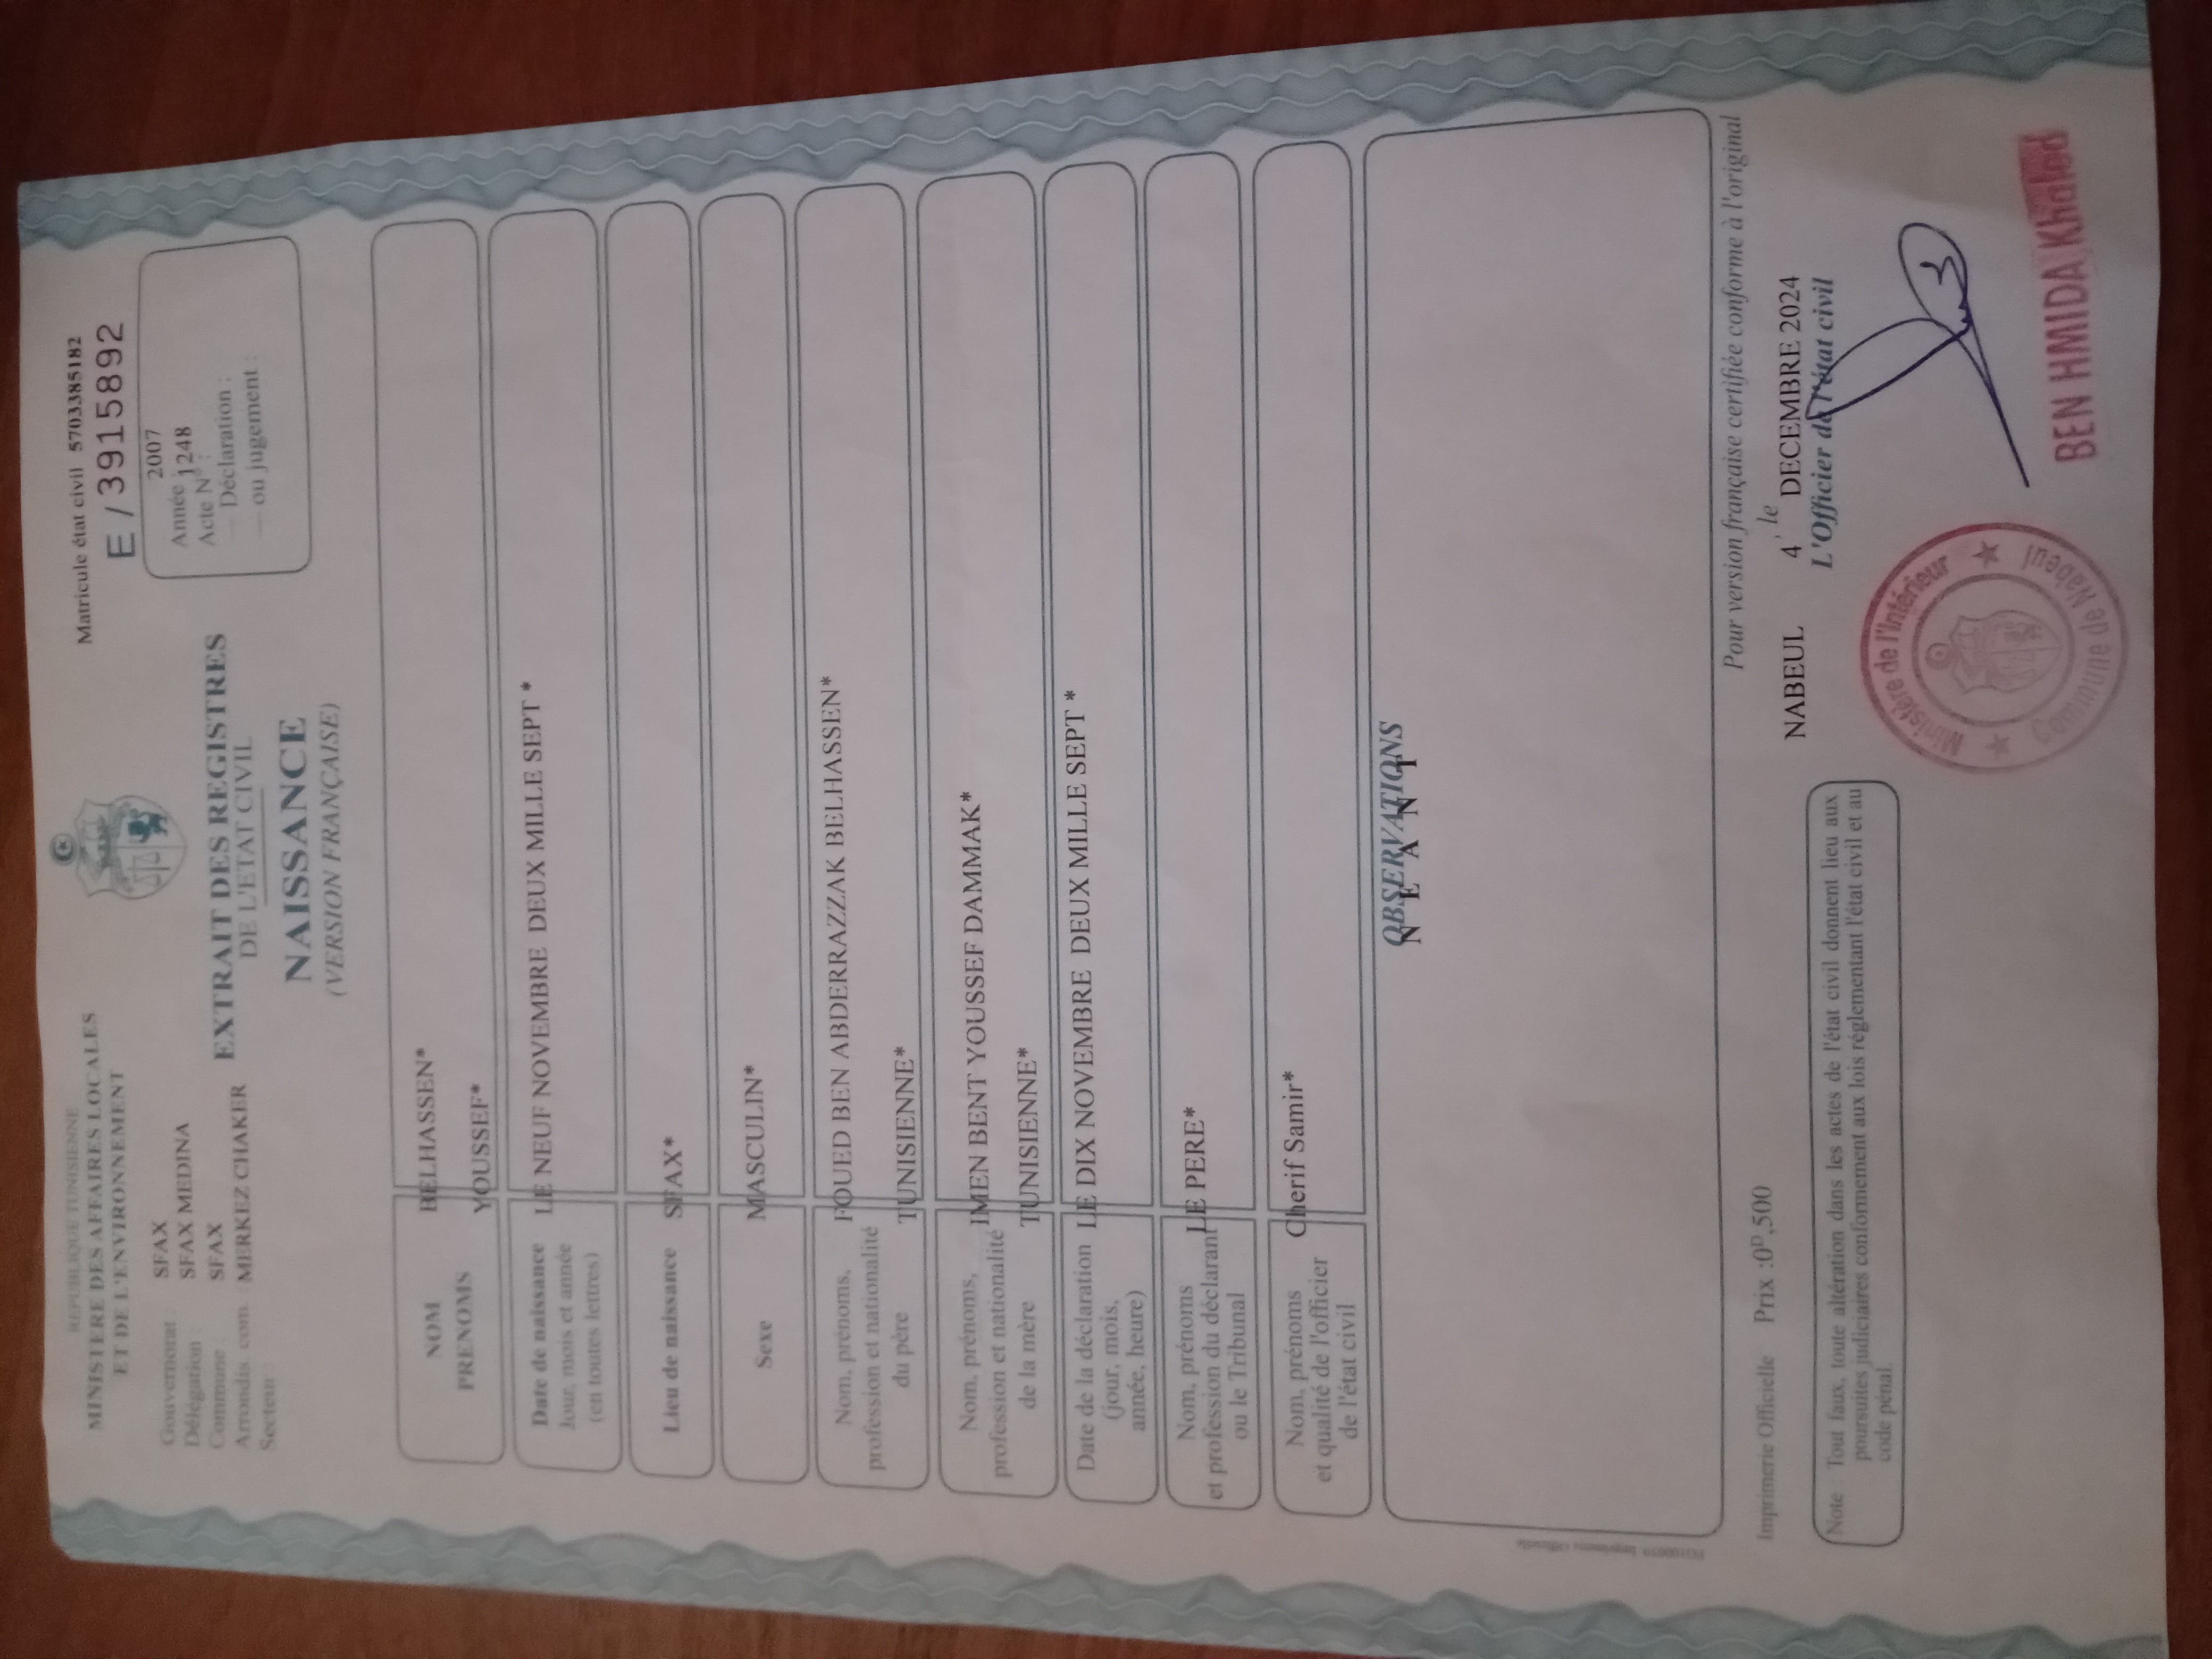 REPUBLIQUE TUNISIENNE
MINISTERE DES AFFAIRES LOCALES
ET DE L'ENVIRONNEMENT
Gouvernorat : SFAX
Délégation : SFAX MEDINA
Commune : SFAX
Arrondis. com. : MERKEZ CHAKER
Secteur :
Matricule état civil 5703385182
E / 3915892
2007
Année
1248
Acte N° :
— Déclaration :
— ou jugement :
EXTRAIT DES REGISTRES
DE L'ETAT CIVIL
NAISSANCE
(VERSION FRANÇAISE)
NOM BELHASSEN*
PRENOMS YOUSSEF*
Date de naissance LE NEUF NOVEMBRE DEUX MILLE SEPT *
Jour, mois et année
(en toutes lettres)
Lieu de naissance SFAX*
Sexe MASCULIN*
Nom, prénoms, FOUED BEN ABDERRAZZAK BELHASSEN*
profession et nationalité
du père TUNISIENNE*
Nom, prénoms, IMEN BENT YOUSSEF DAMMAK*
profession et nationalité
de la mère TUNISIENNE*
Date de la déclaration LE DIX NOVEMBRE DEUX MILLE SEPT *
(jour, mois,
année, heure)
Nom, prénoms LE PERE*
et profession du déclarant
ou le Tribunal
Nom, prénoms Cherif Samir*
et qualité de l'officier
de l'état civil
OBSERVATIONS
N E A N T
Pour version française certifiée conforme à l'original
Imprimerie Officielle Prix :0ᴰ,500
NABEUL 4 , le DECEMBRE 2024
L'Officier de l'état civil
Note : Tout faux, toute altération dans les actes de l'état civil donnent lieu aux
poursuites judiciaires conformement aux lois réglementant l'état civil et au
code pénal.
Ministère de l'Intérieur
Commune de Nabeul
BEN HMIDA Khaled